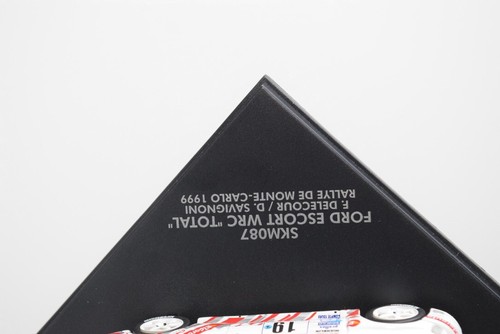 SKM087
FORD ESCORT WRC "TOTAL"
F. DELECOUR / D. SAVIGNONI
RALLYE DE MONTE-CARLO 1999
19